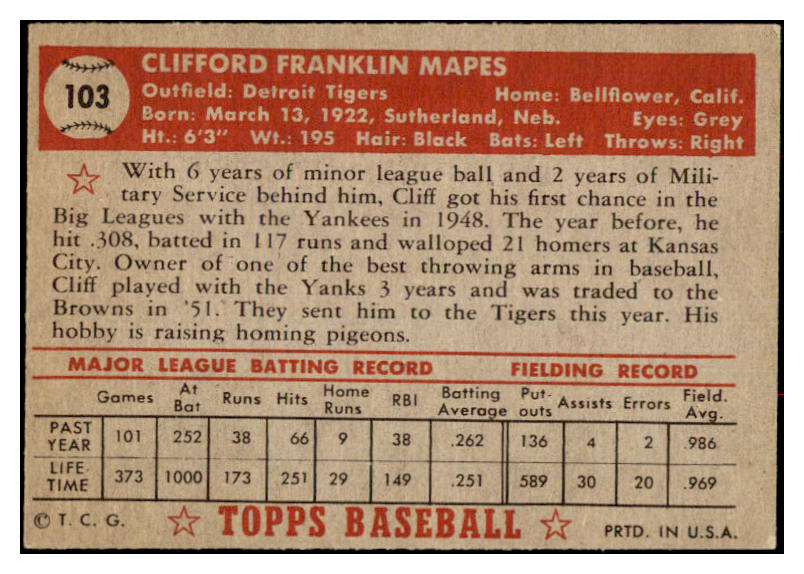 103
CLIFFORD FRANKLIN MAPES
Outfield: Detroit Tigers Home: Bellflower, Calif.
Born: March 13, 1922, Sutherland, Neb. Eyes: Grey
Ht.: 6'3" Wt.: 195 Hair: Black Bats: Left Throws: Right
With 6 years of minor league ball and 2 years of Mili-
tary Service behind him, Cliff got his first chance in the
Big Leagues with the Yankees in 1948. The year before, he
hit .308, batted in 117 runs and walloped 21 homers at Kansas
City. Owner of one of the best throwing arms in baseball,
Cliff played with the Yanks 3 years and was traded to the
Browns in '51. They sent him to the Tigers this year. His
hobby is raising homing pigeons.
MAJOR LEAGUE BATTING RECORD FIELDING RECORD
Games At Bat Runs Hits Home Runs RBI Batting Average Put-outs Assists Errors Field. Avg.
PAST YEAR 101 252 38 66 9 38 .262 136 4 2 .986
LIFE-TIME 373 1000 173 251 29 149 .251 589 30 20 .969
© T. C. G. TOPPS BASEBALL PRTD. IN U.S.A.